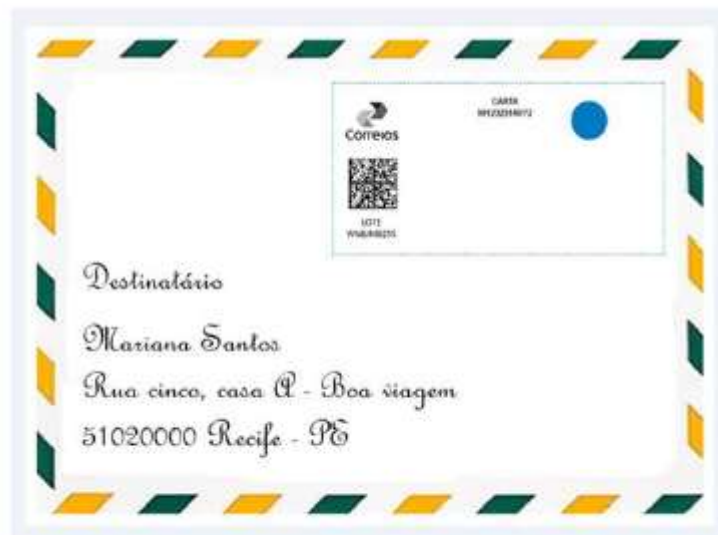 CARTA
Correios
LOTE
Destinatário
Mariana Santos
Rua cinco, casa A - Boa viagem
51020000 Recife - PE